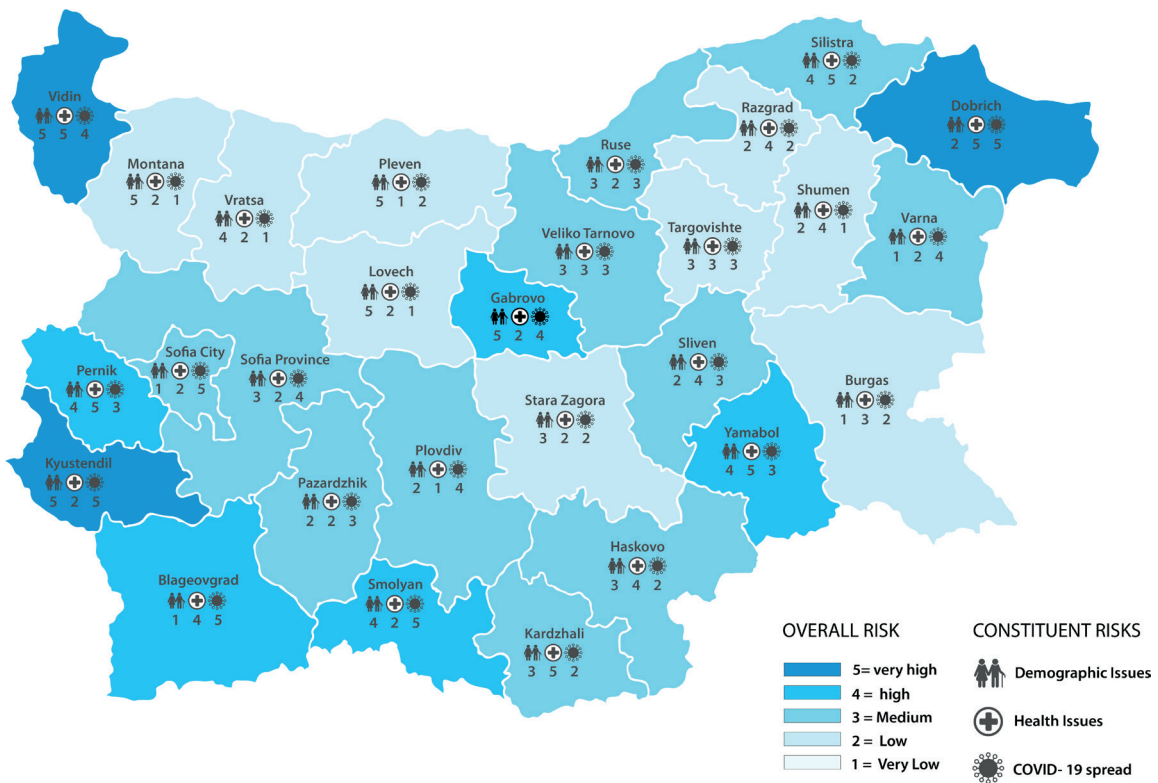 Silistra
4 5 2
Vidin
5 5 4
Dobrich
2 5 5
Razgrad
2 4 2
Ruse
3 2 3
Montana
5 2 1
Pleven
5 1 2
Vratsa
4 2 1
Shumen
2 4 1
Varna
1 2 4
Veliko Tarnovo
3 3 3
Targovishte
3 3 3
Lovech
5 2 1
Gabrovo
5 2 4
Sofia City
1 2 5
Sofia Province
3 2 4
Pernik
4 5 3
Sliven
2 4 3
Burgas
1 3 2
Stara Zagora
3 2 2
Yamabol
4 5 3
Kyustendil
5 2 5
Plovdiv
2 1 4
Pazardzhik
2 2 3
Haskovo
3 4 2
Blageovgrad
1 4 5
Smolyan
4 2 5
Kardzhali
3 5 2
OVERALL RISK
5= very high
4 = high
3 = Medium
2 = Low
1 = Very Low
CONSTITUENT RISKS
Demographic Issues
Health Issues
COVID- 19 spread